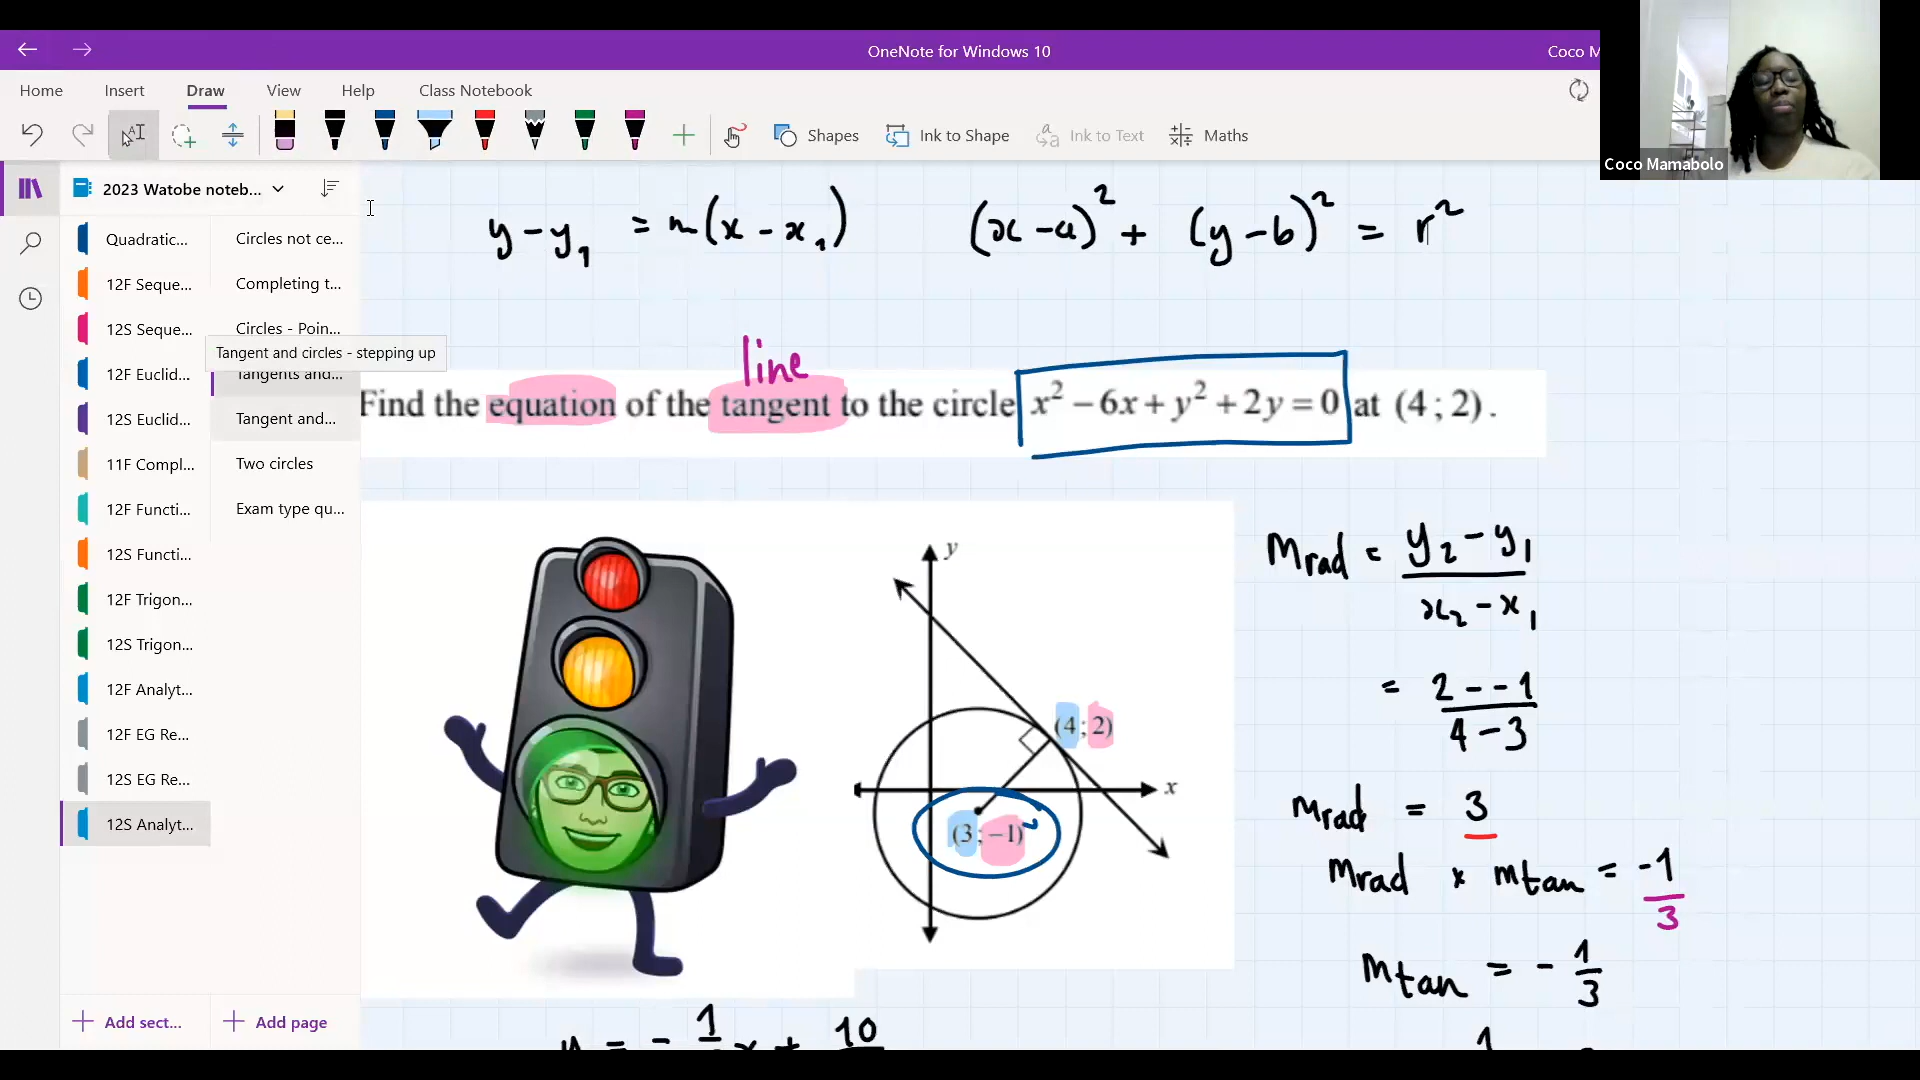 OneNote for Windows 10
Coco M
Home Insert Draw View Help Class Notebook
Shapes Ink to Shape Ink to Text Maths
Coco Mamabolo
2023 Watobe noteb...
Quadratic...
12F Seque...
12S Seque...
12F Euclid...
12S Euclid...
11F Compl...
12F Functi...
12S Functi...
12F Trigon...
12S Trigon...
12F Analyt...
12F EG Re...
12S EG Re...
12S Analyt...
Add sect...
Circles not ce...
Completing t...
Circles - Poin...
Tangent and circles - stepping up
Tangents and...
Tangent and...
Two circles
Exam type qu...
Add page
y - y₁ = m(x - x₁) (x - a)² + (y - b)² = r²
line
Find the equation of the tangent to the circle x² − 6x + y² + 2y = 0 at (4 ; 2) .
y
(4 ; 2)
x
(3 ; −1)
Mrad = y₂ - y₁ / x₂ - x₁
= 2 - -1 / 4 - 3
mrad = 3
Mrad × mtan = -1 / 3
mtan = - 1/3